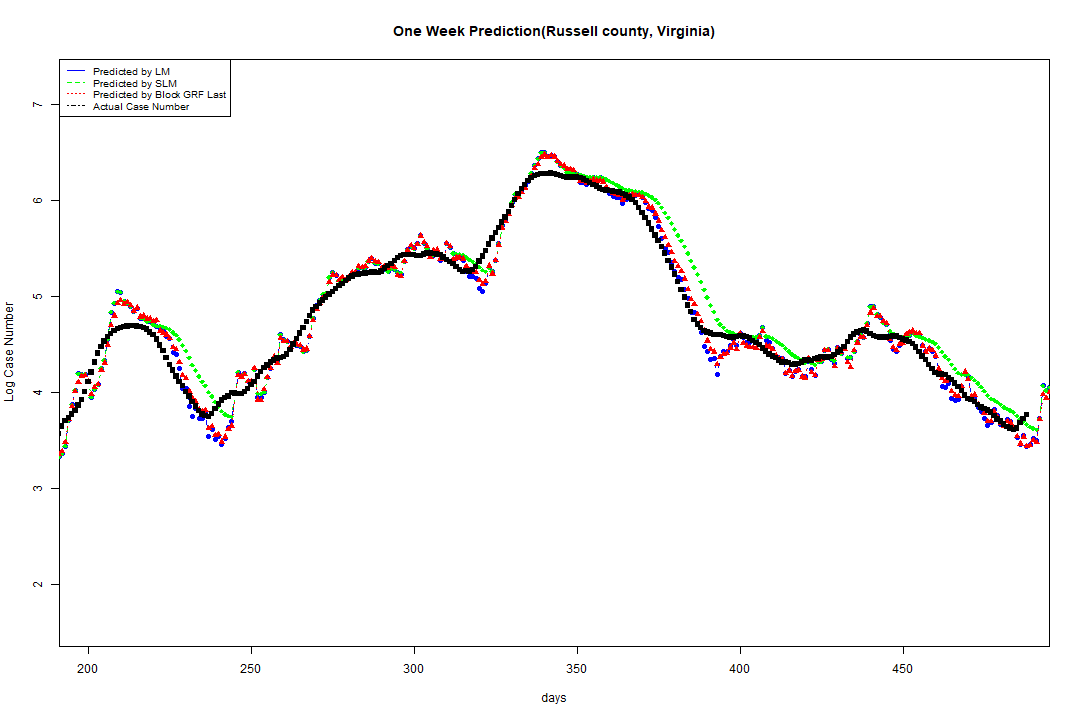 One Week Prediction(Russell county, Virginia)
Predicted by LM
Predicted by SLM
Predicted by Block GRF Last
Actual Case Number
7
6
5
4
3
2
Log Case Number
200 250 300 350 400 450
days